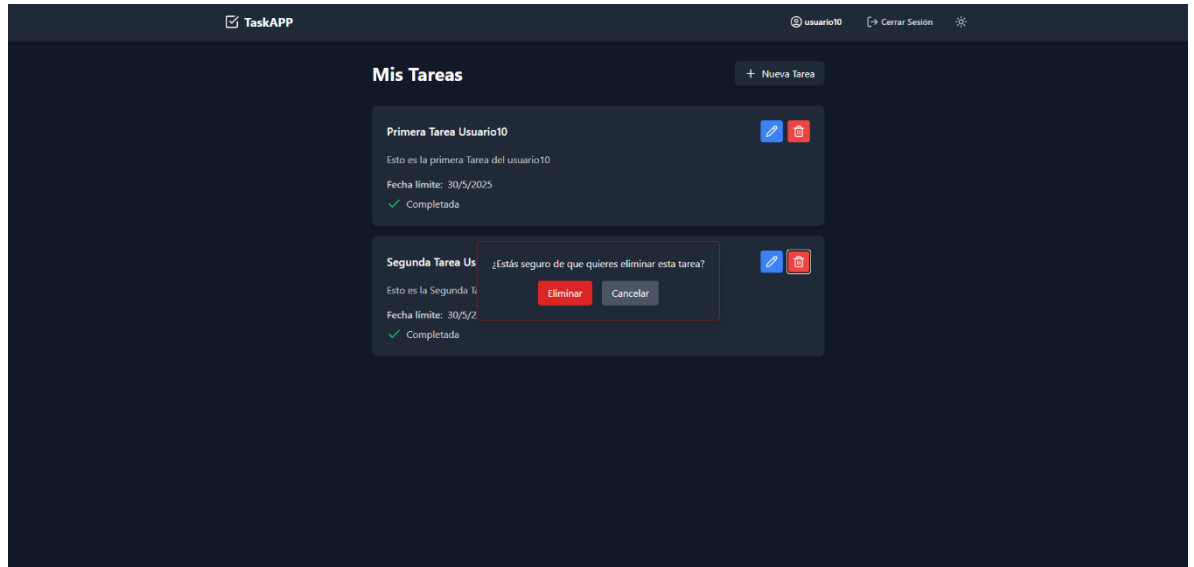 TaskAPP
usuario10
Cerrar Sesión
Mis Tareas
+ Nueva Tarea
Primera Tarea Usuario10
Esto es la primera Tarea del usuario10
Fecha límite: 30/5/2025
Completada
Segunda Tarea Us
¿Estás seguro de que quieres eliminar esta tarea?
Esto es la Segunda
Eliminar
Cancelar
Fecha límite: 30/5/2
Completada